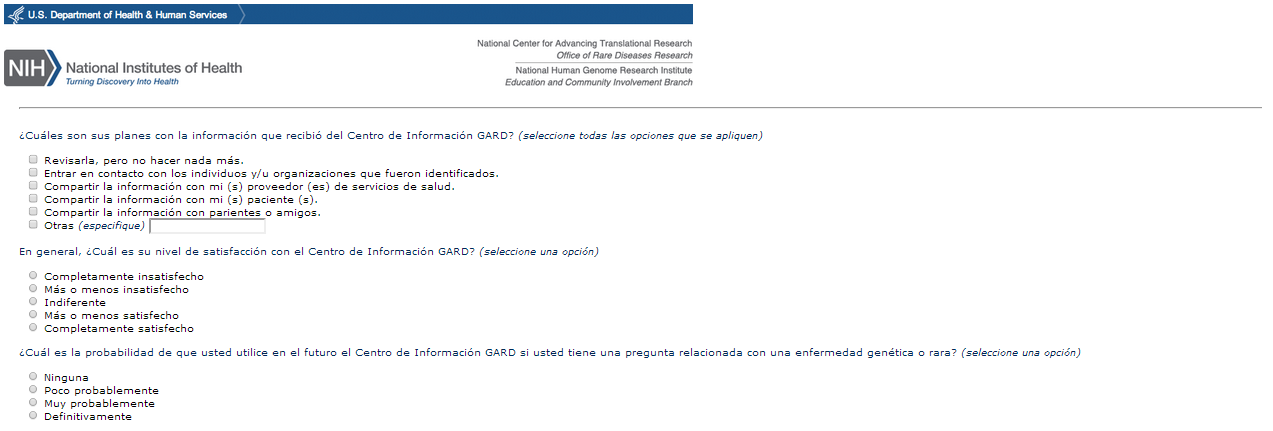 U.S. Department of Health & Human Services
NIH National Institutes of Health
Turning Discovery Into Health
National Center for Advancing Translational Research
Office of Rare Diseases Research
National Human Genome Research Institute
Education and Community Involvement Branch
¿Cuáles son sus planes con la información que recibió del Centro de Información GARD? (seleccione todas las opciones que se apliquen)
Revisarla, pero no hacer nada más.
Entrar en contacto con los individuos y/u organizaciones que fueron identificados.
Compartir la información con mi (s) proveedor (es) de servicios de salud.
Compartir la información con mi (s) paciente (s).
Compartir la información con parientes o amigos.
Otras (especifique)
En general, ¿Cuál es su nivel de satisfacción con el Centro de Información GARD? (seleccione una opción)
Completamente insatisfecho
Más o menos insatisfecho
Indiferente
Más o menos satisfecho
Completamente satisfecho
¿Cuál es la probabilidad de que usted utilice en el futuro el Centro de Información GARD si usted tiene una pregunta relacionada con una enfermedad genética o rara? (seleccione una opción)
Ninguna
Poco probablemente
Muy probablemente
Definitivamente